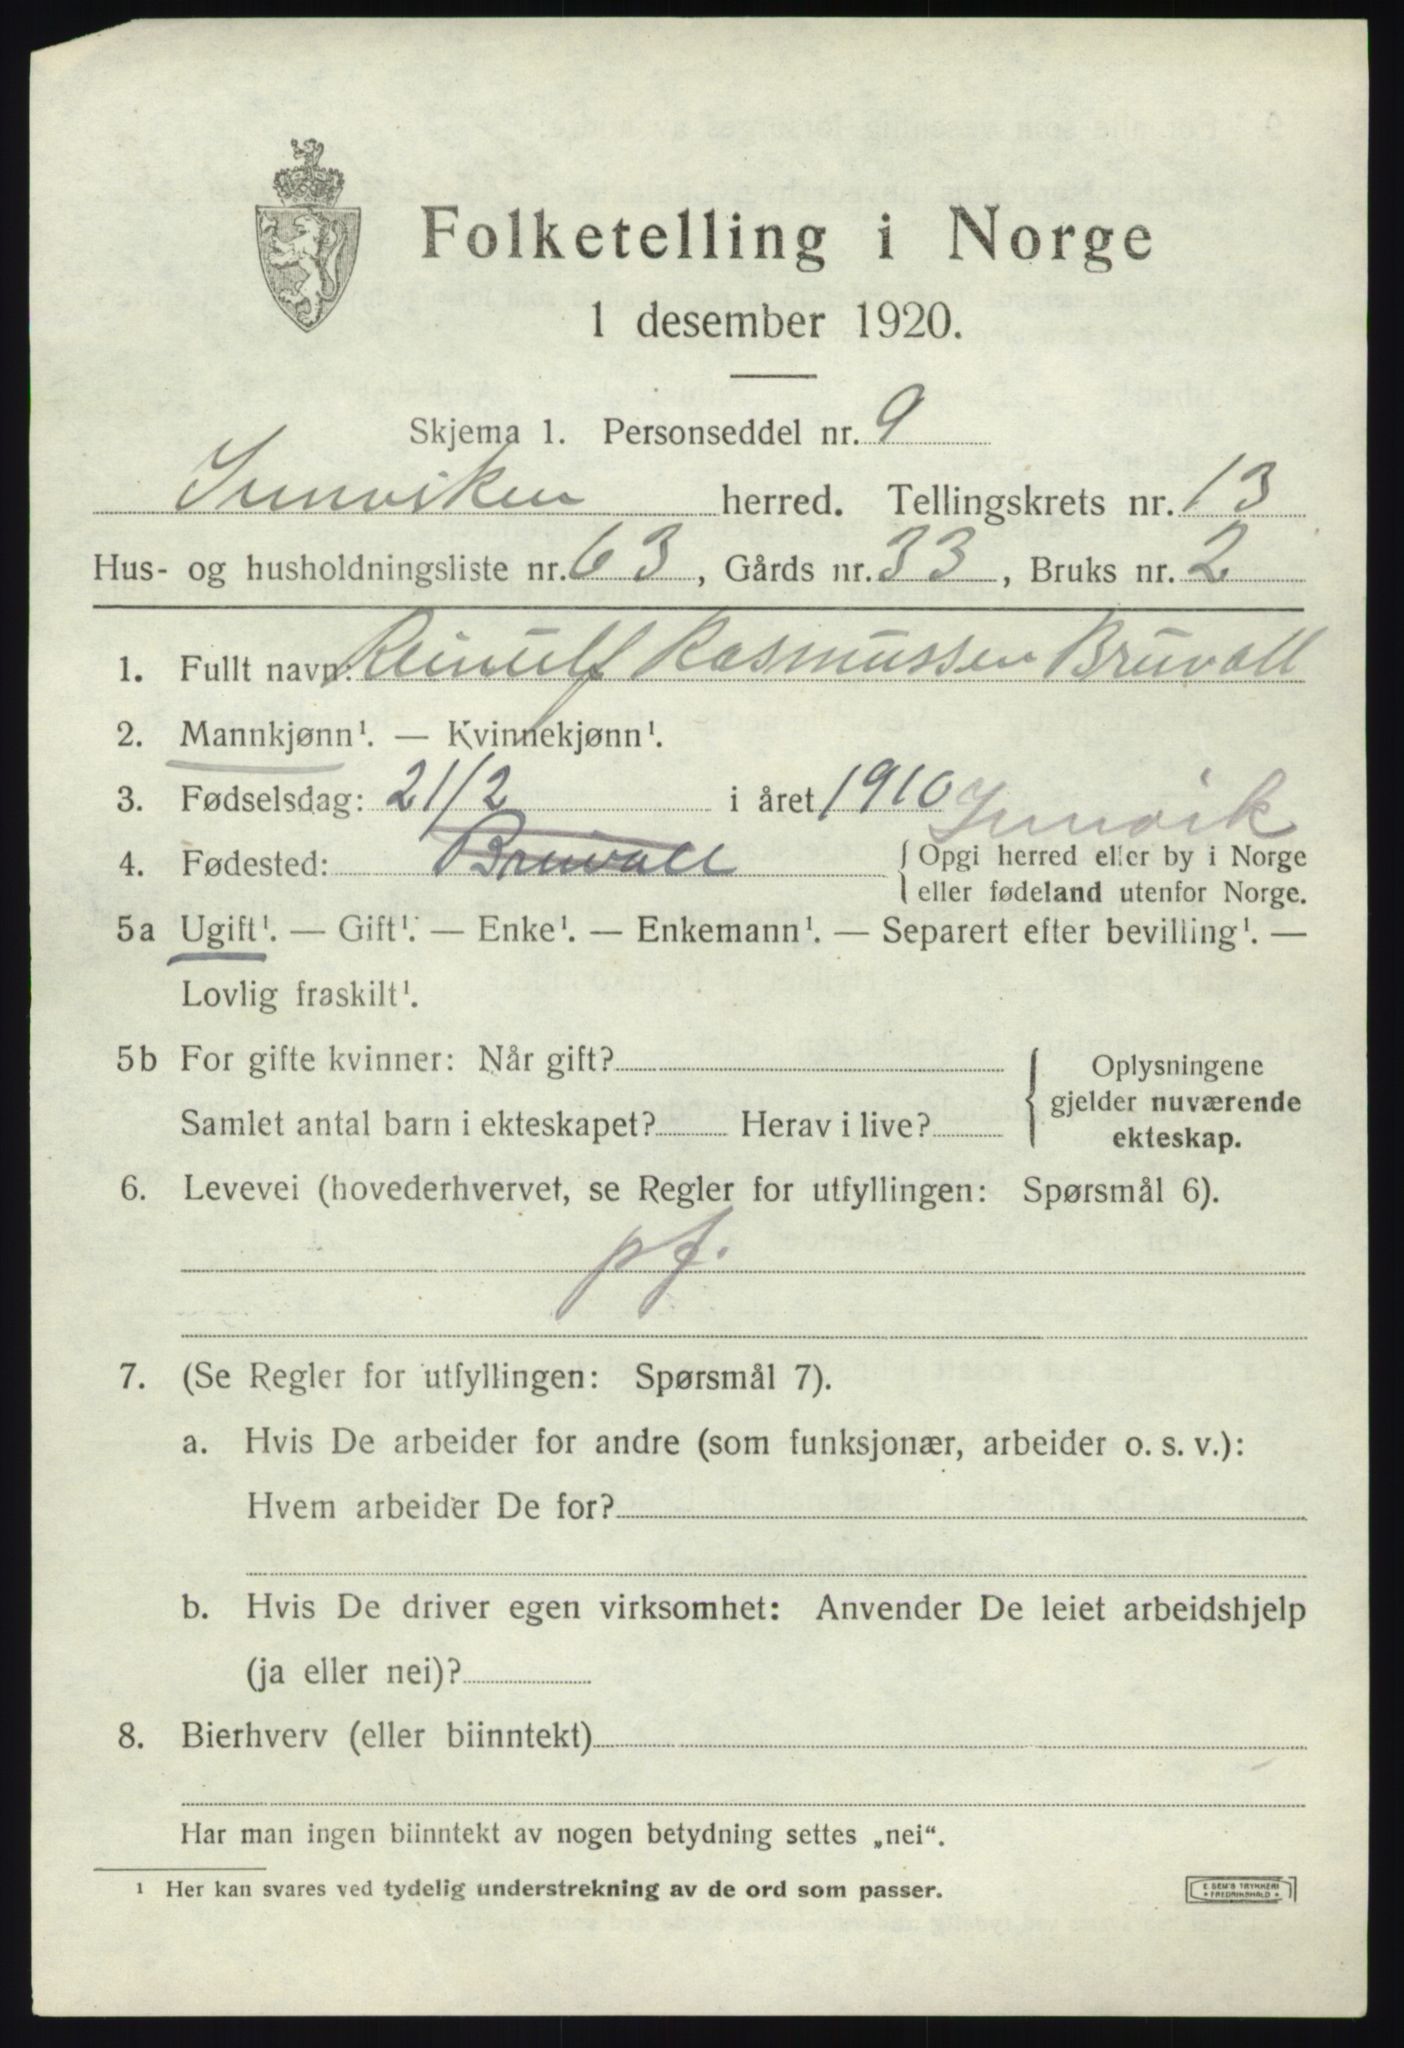 Folketelling i Norge
1 desember 1920.
Skjema 1. Personseddel nr. 9
Innviken herred. Tellingskrets nr. 13
Hus- og husholdningsliste nr. 63, Gårds nr. 33, Bruks nr. 2
1. Fullt navn: Reinulf Rasmussen Bruvoll
2. Mannkjønn¹. — Kvinnekjønn¹.
3. Fødselsdag: 21/2 i året 1910
Innvik
4. Fødested: Bruvoll { Opgi herred eller by i Norge
eller fødeland utenfor Norge.
5a Ugift¹. — Gift¹. — Enke¹. — Enkemann¹. — Separert efter bevilling¹. —
Lovlig fraskilt¹.
5b For gifte kvinner: Når gift? { Oplysningene
gjelder nuværende
Samlet antal barn i ekteskapet? Herav i live?
ekteskap.
6. Levevei (hovederhvervet, se Regler for utfyllingen: Spørsmål 6).
pf.
7. (Se Regler for utfyllingen: Spørsmål 7).
a. Hvis De arbeider for andre (som funksjonær, arbeider o. s. v.):
Hvem arbeider De for?
b. Hvis De driver egen virksomhet: Anvender De leiet arbeidshjelp
(ja eller nei)?
8. Bierhverv (eller biinntekt)
Har man ingen biinntekt av nogen betydning settes „nei“.
¹ Her kan svares ved tydelig understrekning av de ord som passer.
E SEM'S TRYKKERI
FREDRIKSHALD